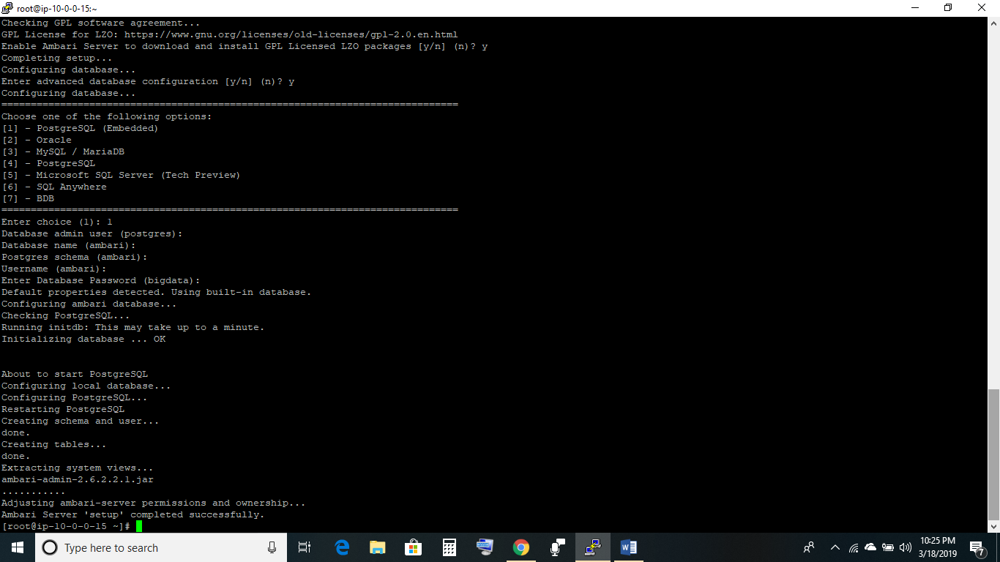 root@ip-10-0-0-15:~
Checking GPL software agreement...
GPL License for LZO: https://www.gnu.org/licenses/old-licenses/gpl-2.0.en.html
Enable Ambari Server to download and install GPL Licensed LZO packages [y/n] (n)? y
Completing setup...
Configuring database...
Enter advanced database configuration [y/n] (n)? y
Configuring database...
==============================================================================
Choose one of the following options:
[1] - PostgreSQL (Embedded)
[2] - Oracle
[3] - MySQL / MariaDB
[4] - PostgreSQL
[5] - Microsoft SQL Server (Tech Preview)
[6] - SQL Anywhere
[7] - BDB
==============================================================================
Enter choice (1): 1
Database admin user (postgres):
Database name (ambari):
Postgres schema (ambari):
Username (ambari):
Enter Database Password (bigdata):
Default properties detected. Using built-in database.
Configuring ambari database...
Checking PostgreSQL...
Running initdb: This may take up to a minute.
Initializing database ... OK
About to start PostgreSQL
Configuring local database...
Configuring PostgreSQL...
Restarting PostgreSQL
Creating schema and user...
done.
Creating tables...
done.
Extracting system views...
ambari-admin-2.6.2.2.1.jar
...........
Adjusting ambari-server permissions and ownership...
Ambari Server 'setup' completed successfully.
[root@ip-10-0-0-15 ~]#
Type here to search
10:25 PM
3/18/2019
7